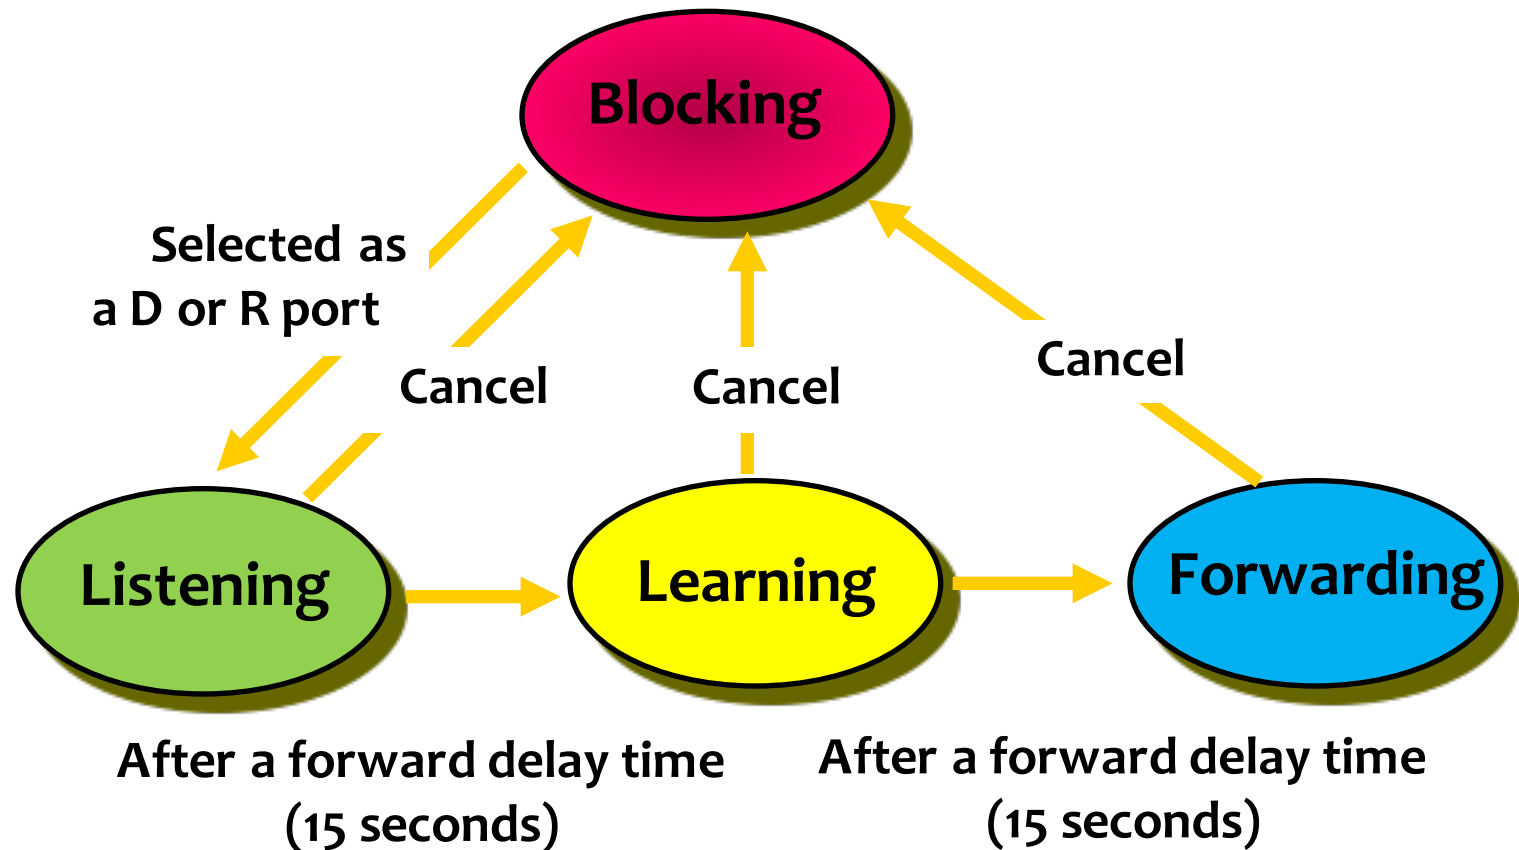 Blocking
Selected as
a D or R port
Cancel
Cancel
Cancel
Listening
Learning
Forwarding
After a forward delay time
(15 seconds)
After a forward delay time
(15 seconds)